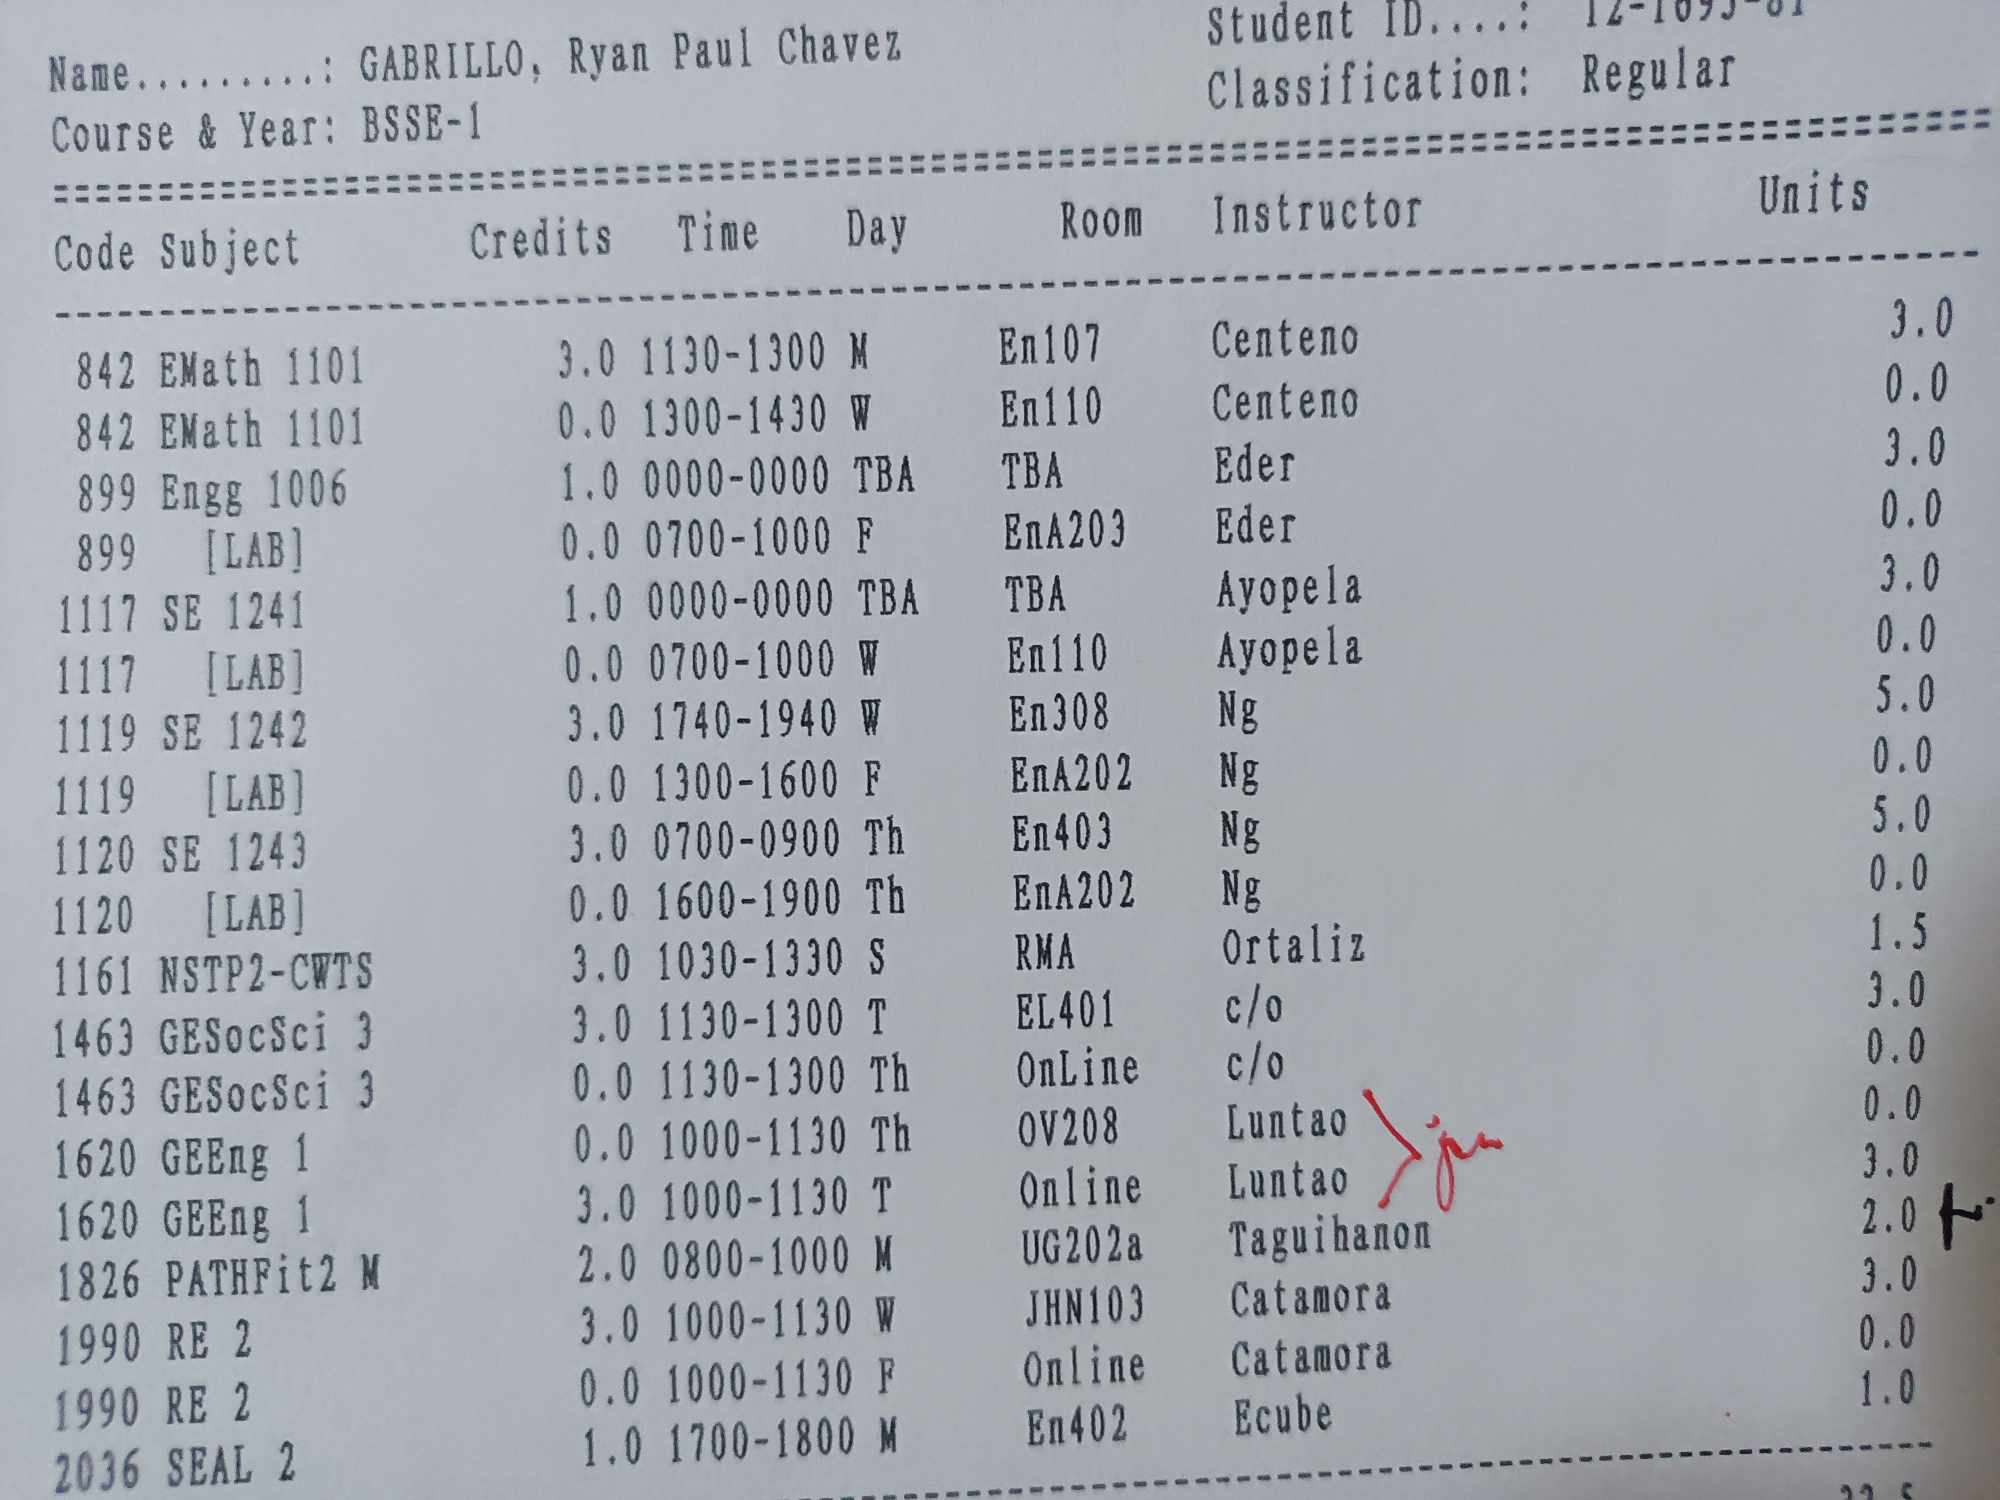 Student ID....:
Name.........: GABRILLO, Ryan Paul Chavez Classification: Regular
Course & Year: BSSE-1
Code Subject Credits Time Day Room Instructor Units
842 EMath 1101 3.0 1130-1300 M En107 Centeno 3.0
842 EMath 1101 0.0 1300-1430 W En110 Centeno 0.0
899 Engg 1006 1.0 0000-0000 TBA TBA Eder 3.0
899 [LAB] 0.0 0700-1000 F EnA203 Eder 0.0
1117 SE 1241 1.0 0000-0000 TBA TBA Ayopela 3.0
1117 [LAB] 0.0 0700-1000 W En110 Ayopela 0.0
1119 SE 1242 3.0 1740-1940 W En308 Ng 5.0
1119 [LAB] 0.0 1300-1600 F EnA202 Ng 0.0
1120 SE 1243 3.0 0700-0900 Th En403 Ng 5.0
1120 [LAB] 0.0 1600-1900 Th EnA202 Ng 0.0
1161 NSTP2-CWTS 3.0 1030-1330 S RMA Ortaliz 1.5
1463 GESocSci 3 3.0 1130-1300 T EL401 c/o 3.0
1463 GESocSci 3 0.0 1130-1300 Th OnLine c/o 0.0
1620 GEEng 1 0.0 1000-1130 Th OV208 Luntao 0.0
1620 GEEng 1 3.0 1000-1130 T Online Luntao 3.0
1826 PATHFit2 M 2.0 0800-1000 M UG202a Taguihanon 2.0
1990 RE 2 3.0 1000-1130 W JHN103 Catamora 3.0
1990 RE 2 0.0 1000-1130 F Online Catamora 0.0
2036 SEAL 2 1.0 1700-1800 M En402 Ecube 1.0